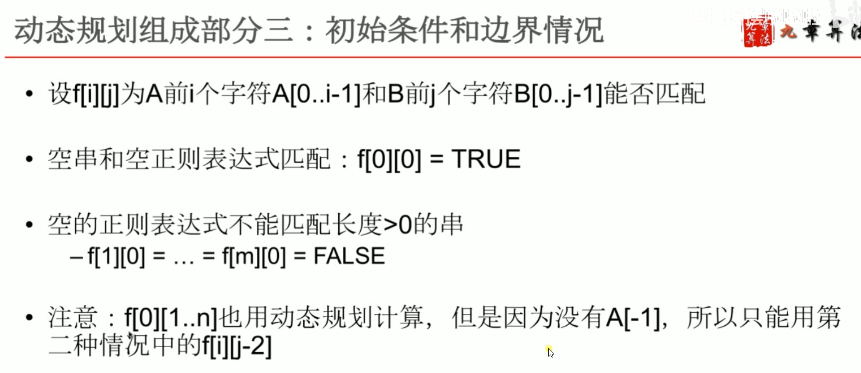 动态规划组成部分三：初始条件和边界情况
九章算法
• 设f[i][j]为A前i个字符A[0..i-1]和B前j个字符B[0..j-1]能否匹配
• 空串和空正则表达式匹配：f[0][0] = TRUE
• 空的正则表达式不能匹配长度>0的串
– f[1][0] = … = f[m][0] = FALSE
• 注意：f[0][1..n]也用动态规划计算，但是因为没有A[-1]，所以只能用第
二种情况中的f[i][j-2]